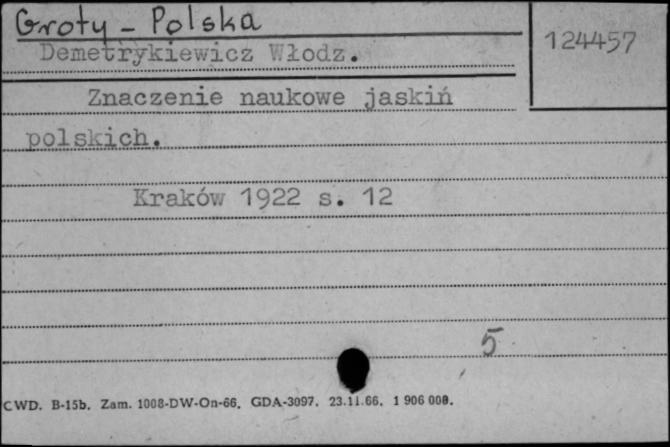 Groty - Polska
124457
Demetrykiewicz Włodz.
Znaczenie naukowe jaskiń
polskich.
Kraków 1922 s. 12
5
CWD. B-15b. Zam. 1008-DW-On-66. GDA-3097. 23.11.66. 1 906 000.